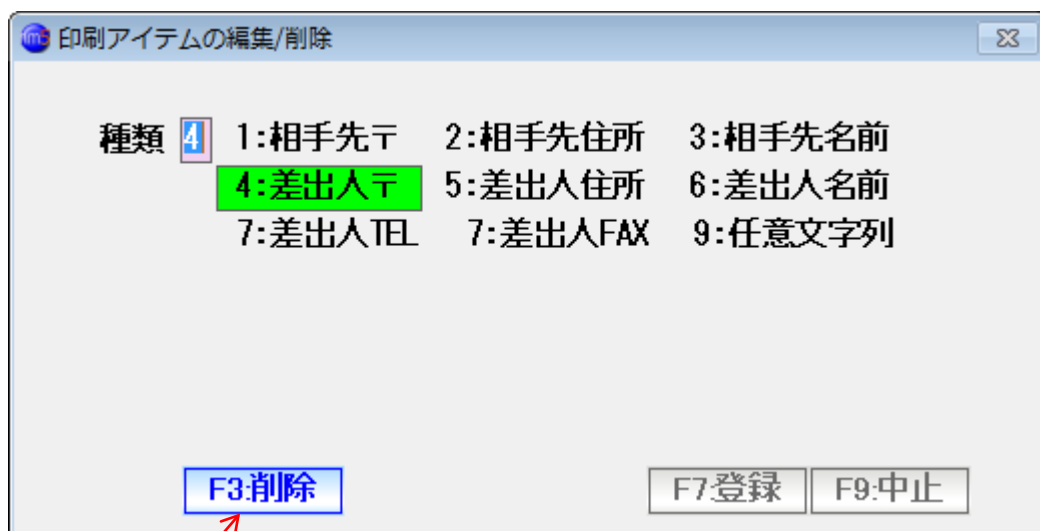 印刷アイテムの編集/削除
種類 4 1:相手先〒 2:相手先住所 3:相手先名前
4:差出人〒 5:差出人住所 6:差出人名前
7:差出人TEL 7:差出人FAX 9:任意文字列
F3:削除 F7:登録 F9:中止